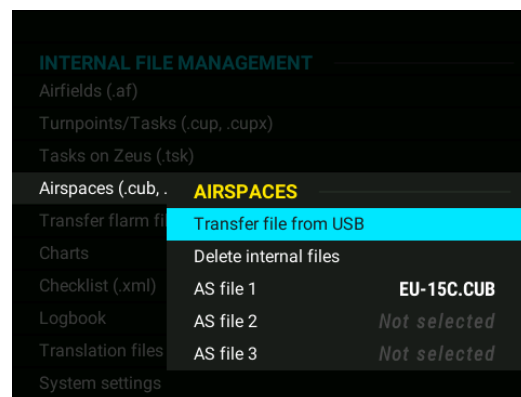 INTERNAL FILE MANAGEMENT
Airfields (.af)
Turnpoints/Tasks (.cup, .cupx)
Tasks on Zeus (.tsk)
Airspaces (.cub, .
AIRSPACES
Transfer flarm fil
Transfer file from USB
Charts
Delete internal files
Checklist (.xml)
AS file 1 EU-15C.CUB
Logbook
AS file 2 Not selected
Translation files
AS file 3 Not selected
System settings